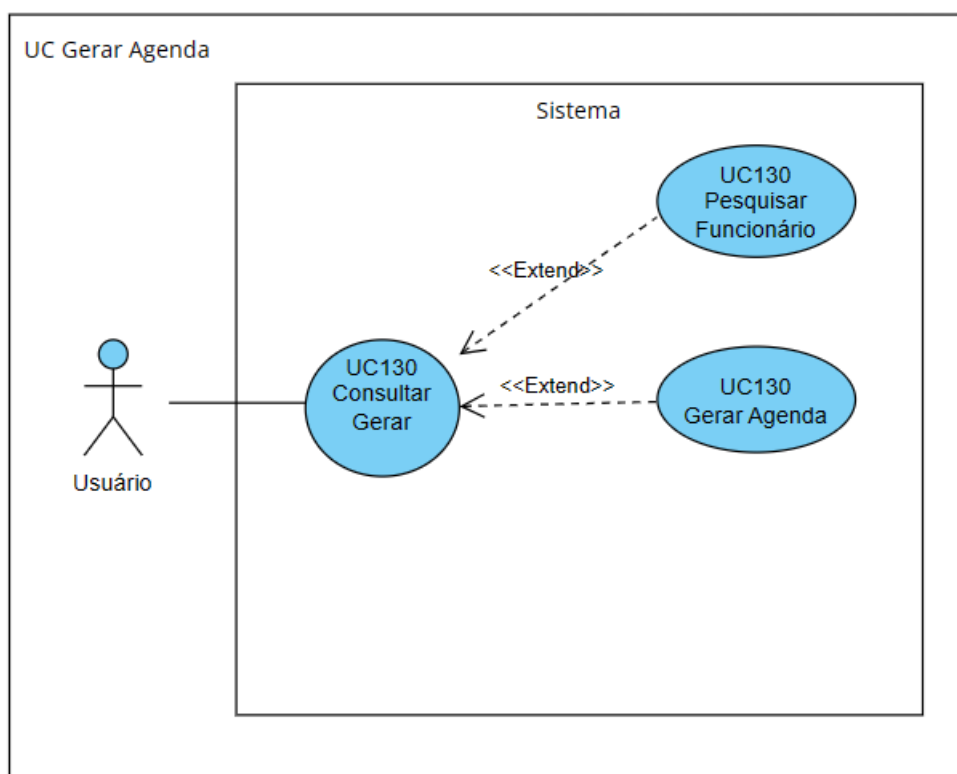 UC Gerar Agenda
Sistema
UC130
Pesquisar
Funcionário
<<Extend>>
UC130
Consultar
Gerar
<<Extend>>
UC130
Gerar Agenda
Usuário